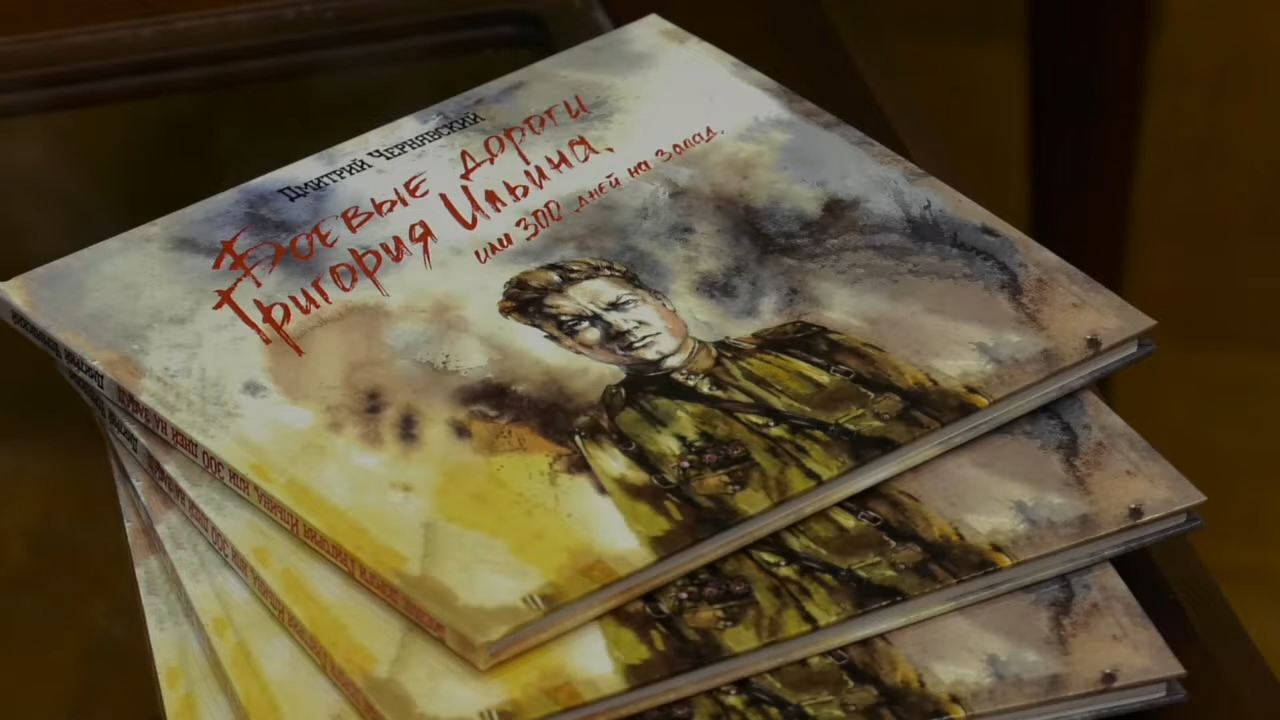 Дмитрий Чернявский
Боевые дороги
Григория Ильина,
или 300 дней на запад.